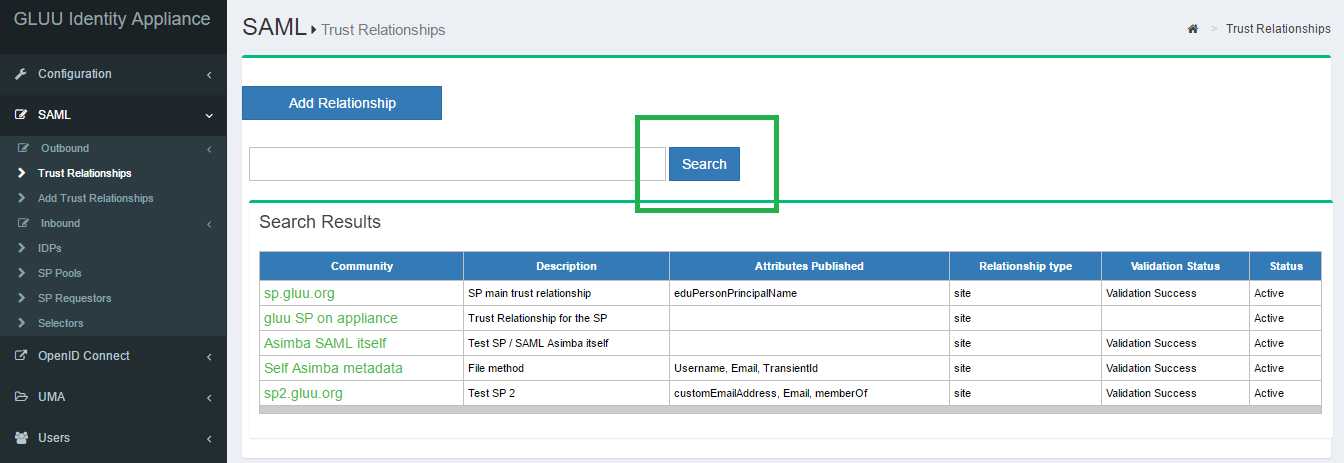 GLUU Identity Appliance
SAML Trust Relationships
> Trust Relationships
Configuration
SAML
Outbound
Trust Relationships
Add Trust Relationships
Inbound
IDPs
SP Pools
SP Requestors
Selectors
OpenID Connect
UMA
Users
Add Relationship
Search
Search Results
Community Description Attributes Published Relationship type Validation Status Status
sp.gluu.org SP main trust relationship eduPersonPrincipalName site Validation Success Active
gluu SP on appliance Trust Relationship for the SP site Active
Asimba SAML itself Test SP / SAML Asimba itself site Validation Success Active
Self Asimba metadata File method Username, Email, TransientId site Validation Success Active
sp2.gluu.org Test SP 2 customEmailAddress, Email, memberOf site Validation Success Active